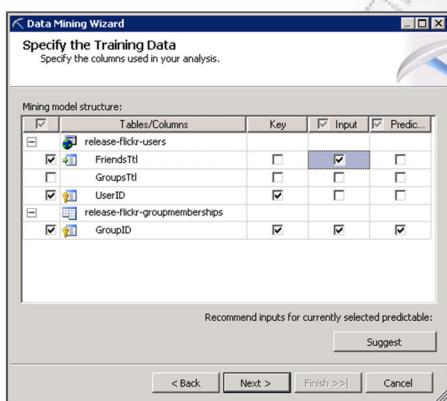 Data Mining Wizard
Specify the Training Data
Specify the columns used in your analysis.
Mining model structure:
Tables/Columns Key Input Predic...
release-flickr-users
FriendsTtl
GroupsTtl
UserID
release-flickr-groupmemberships
GroupID
Recommend inputs for currently selected predictable:
Suggest
< Back Next > Finish >>| Cancel